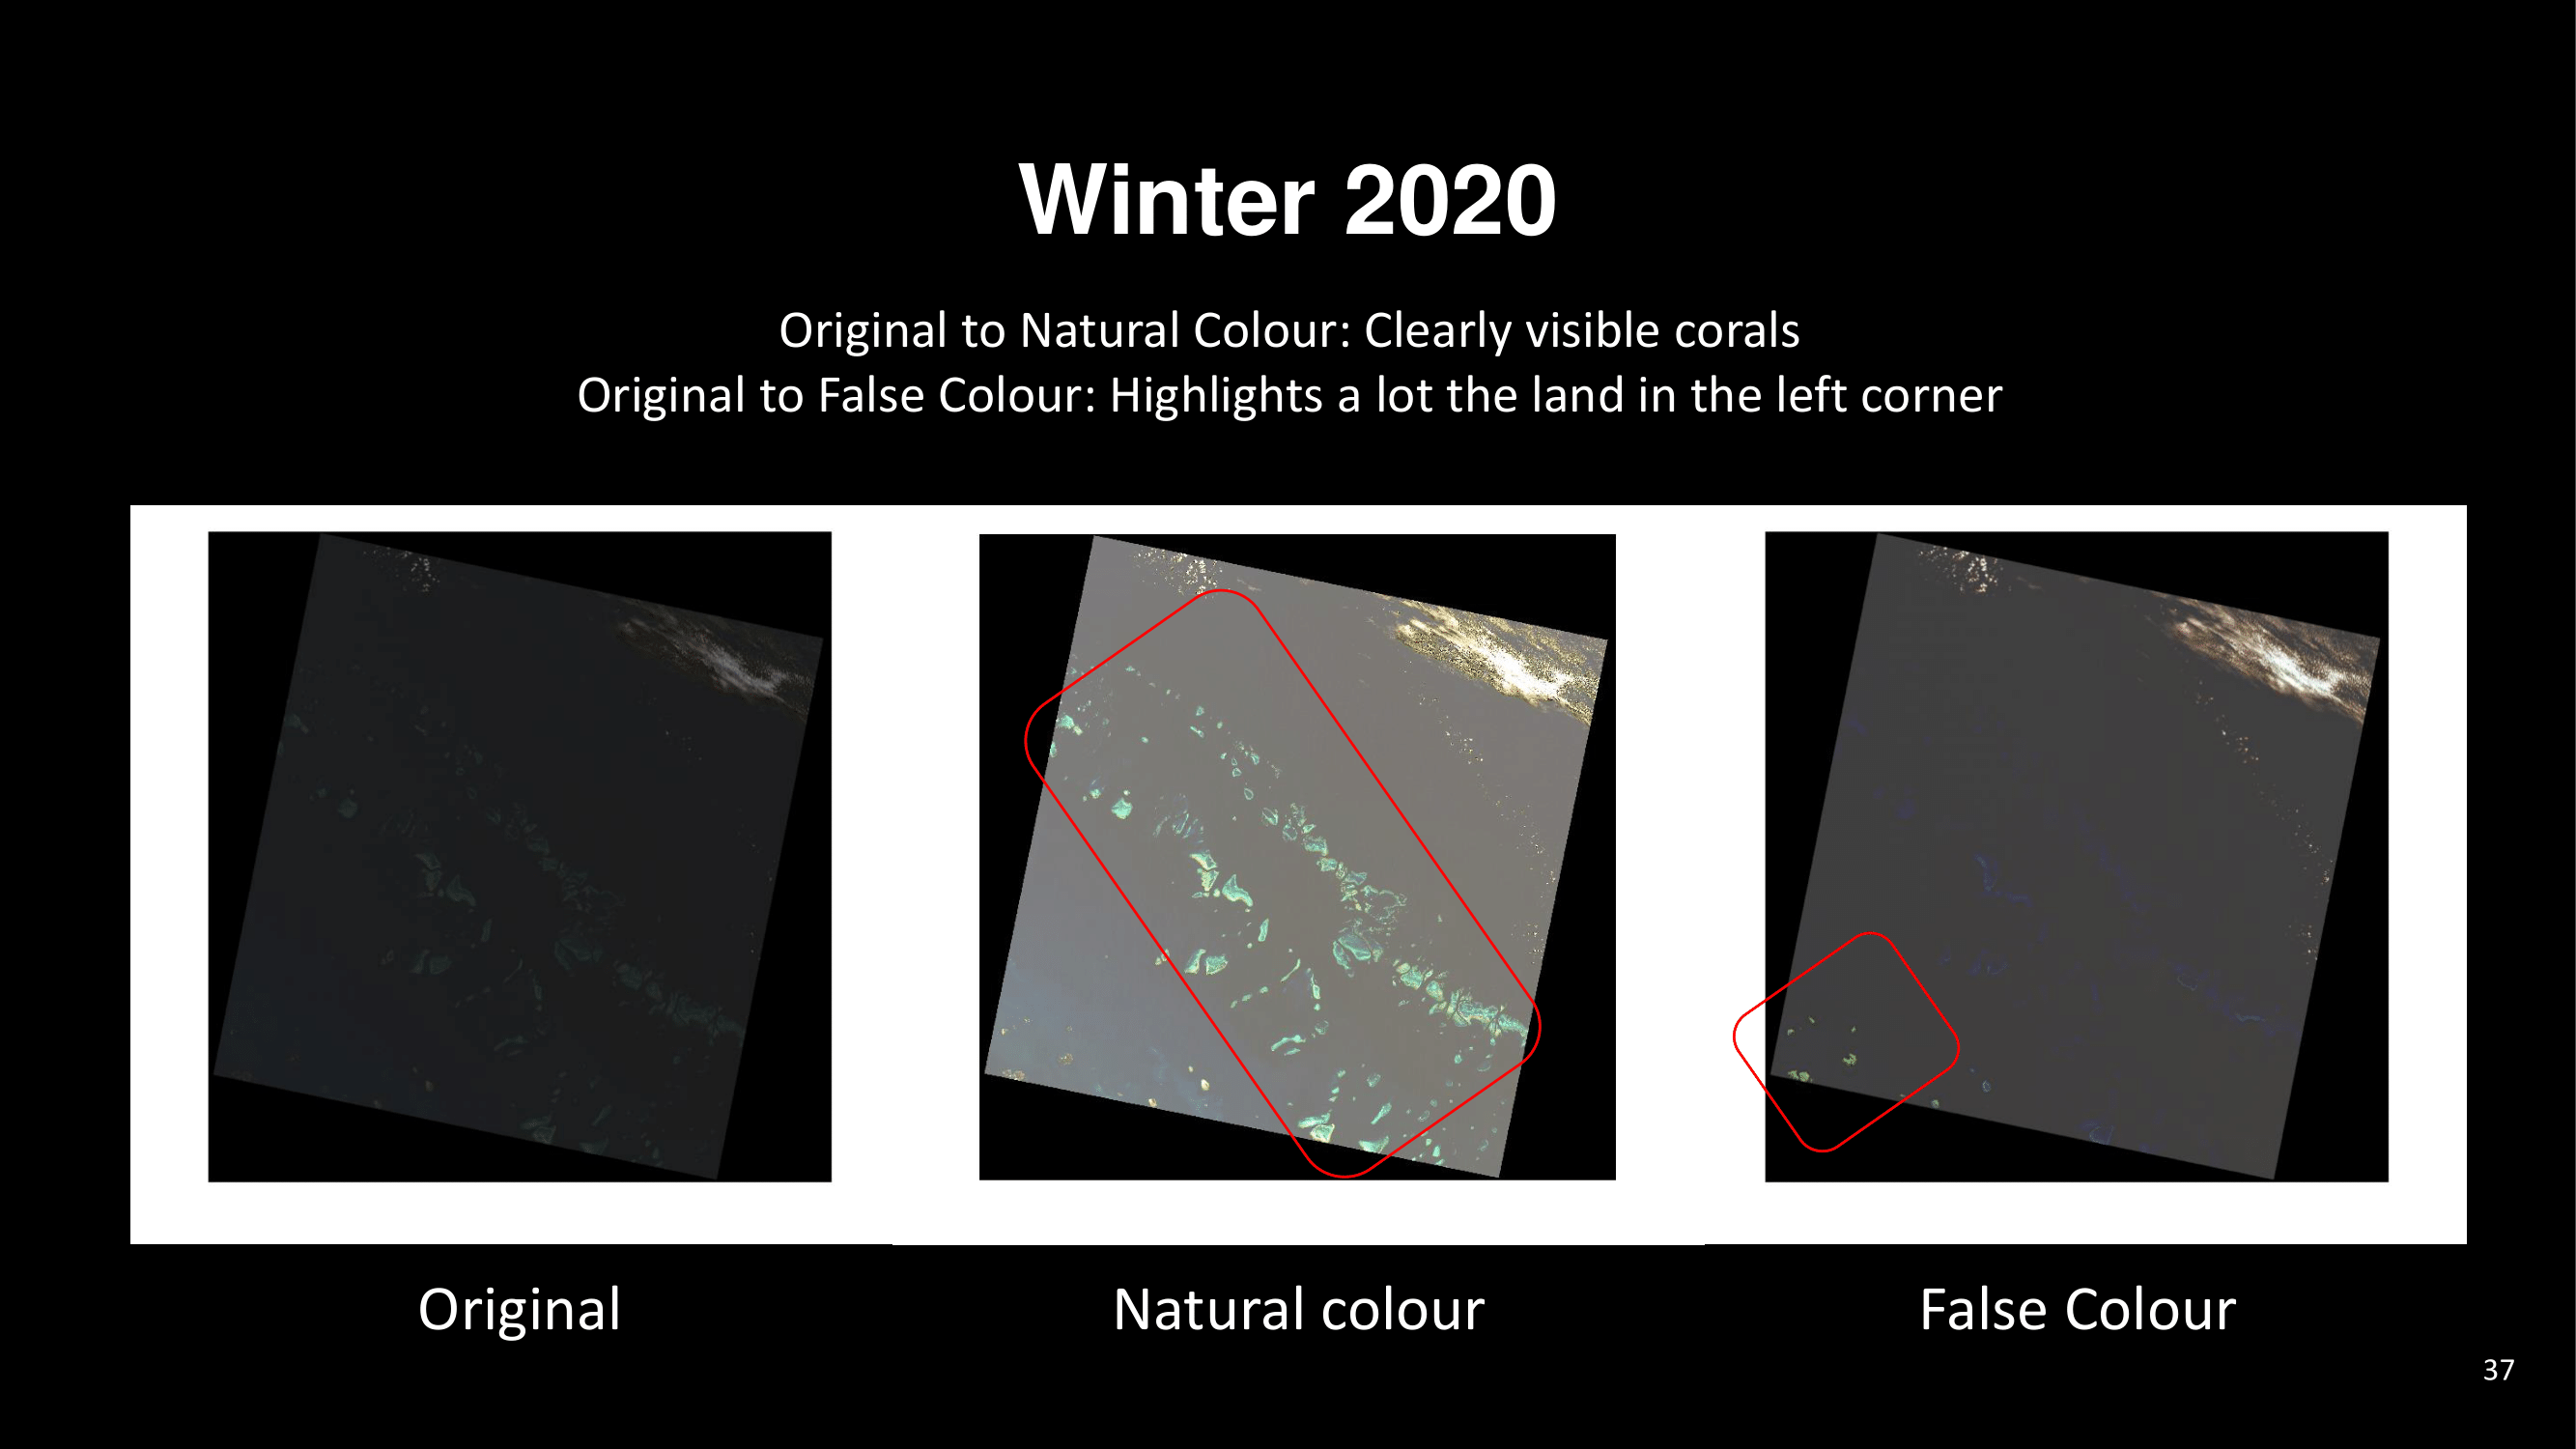 Winter 2020
Original to Natural Colour: Clearly visible corals
Original to False Colour: Highlights a lot the land in the left corner
Original
Natural colour
False Colour
37